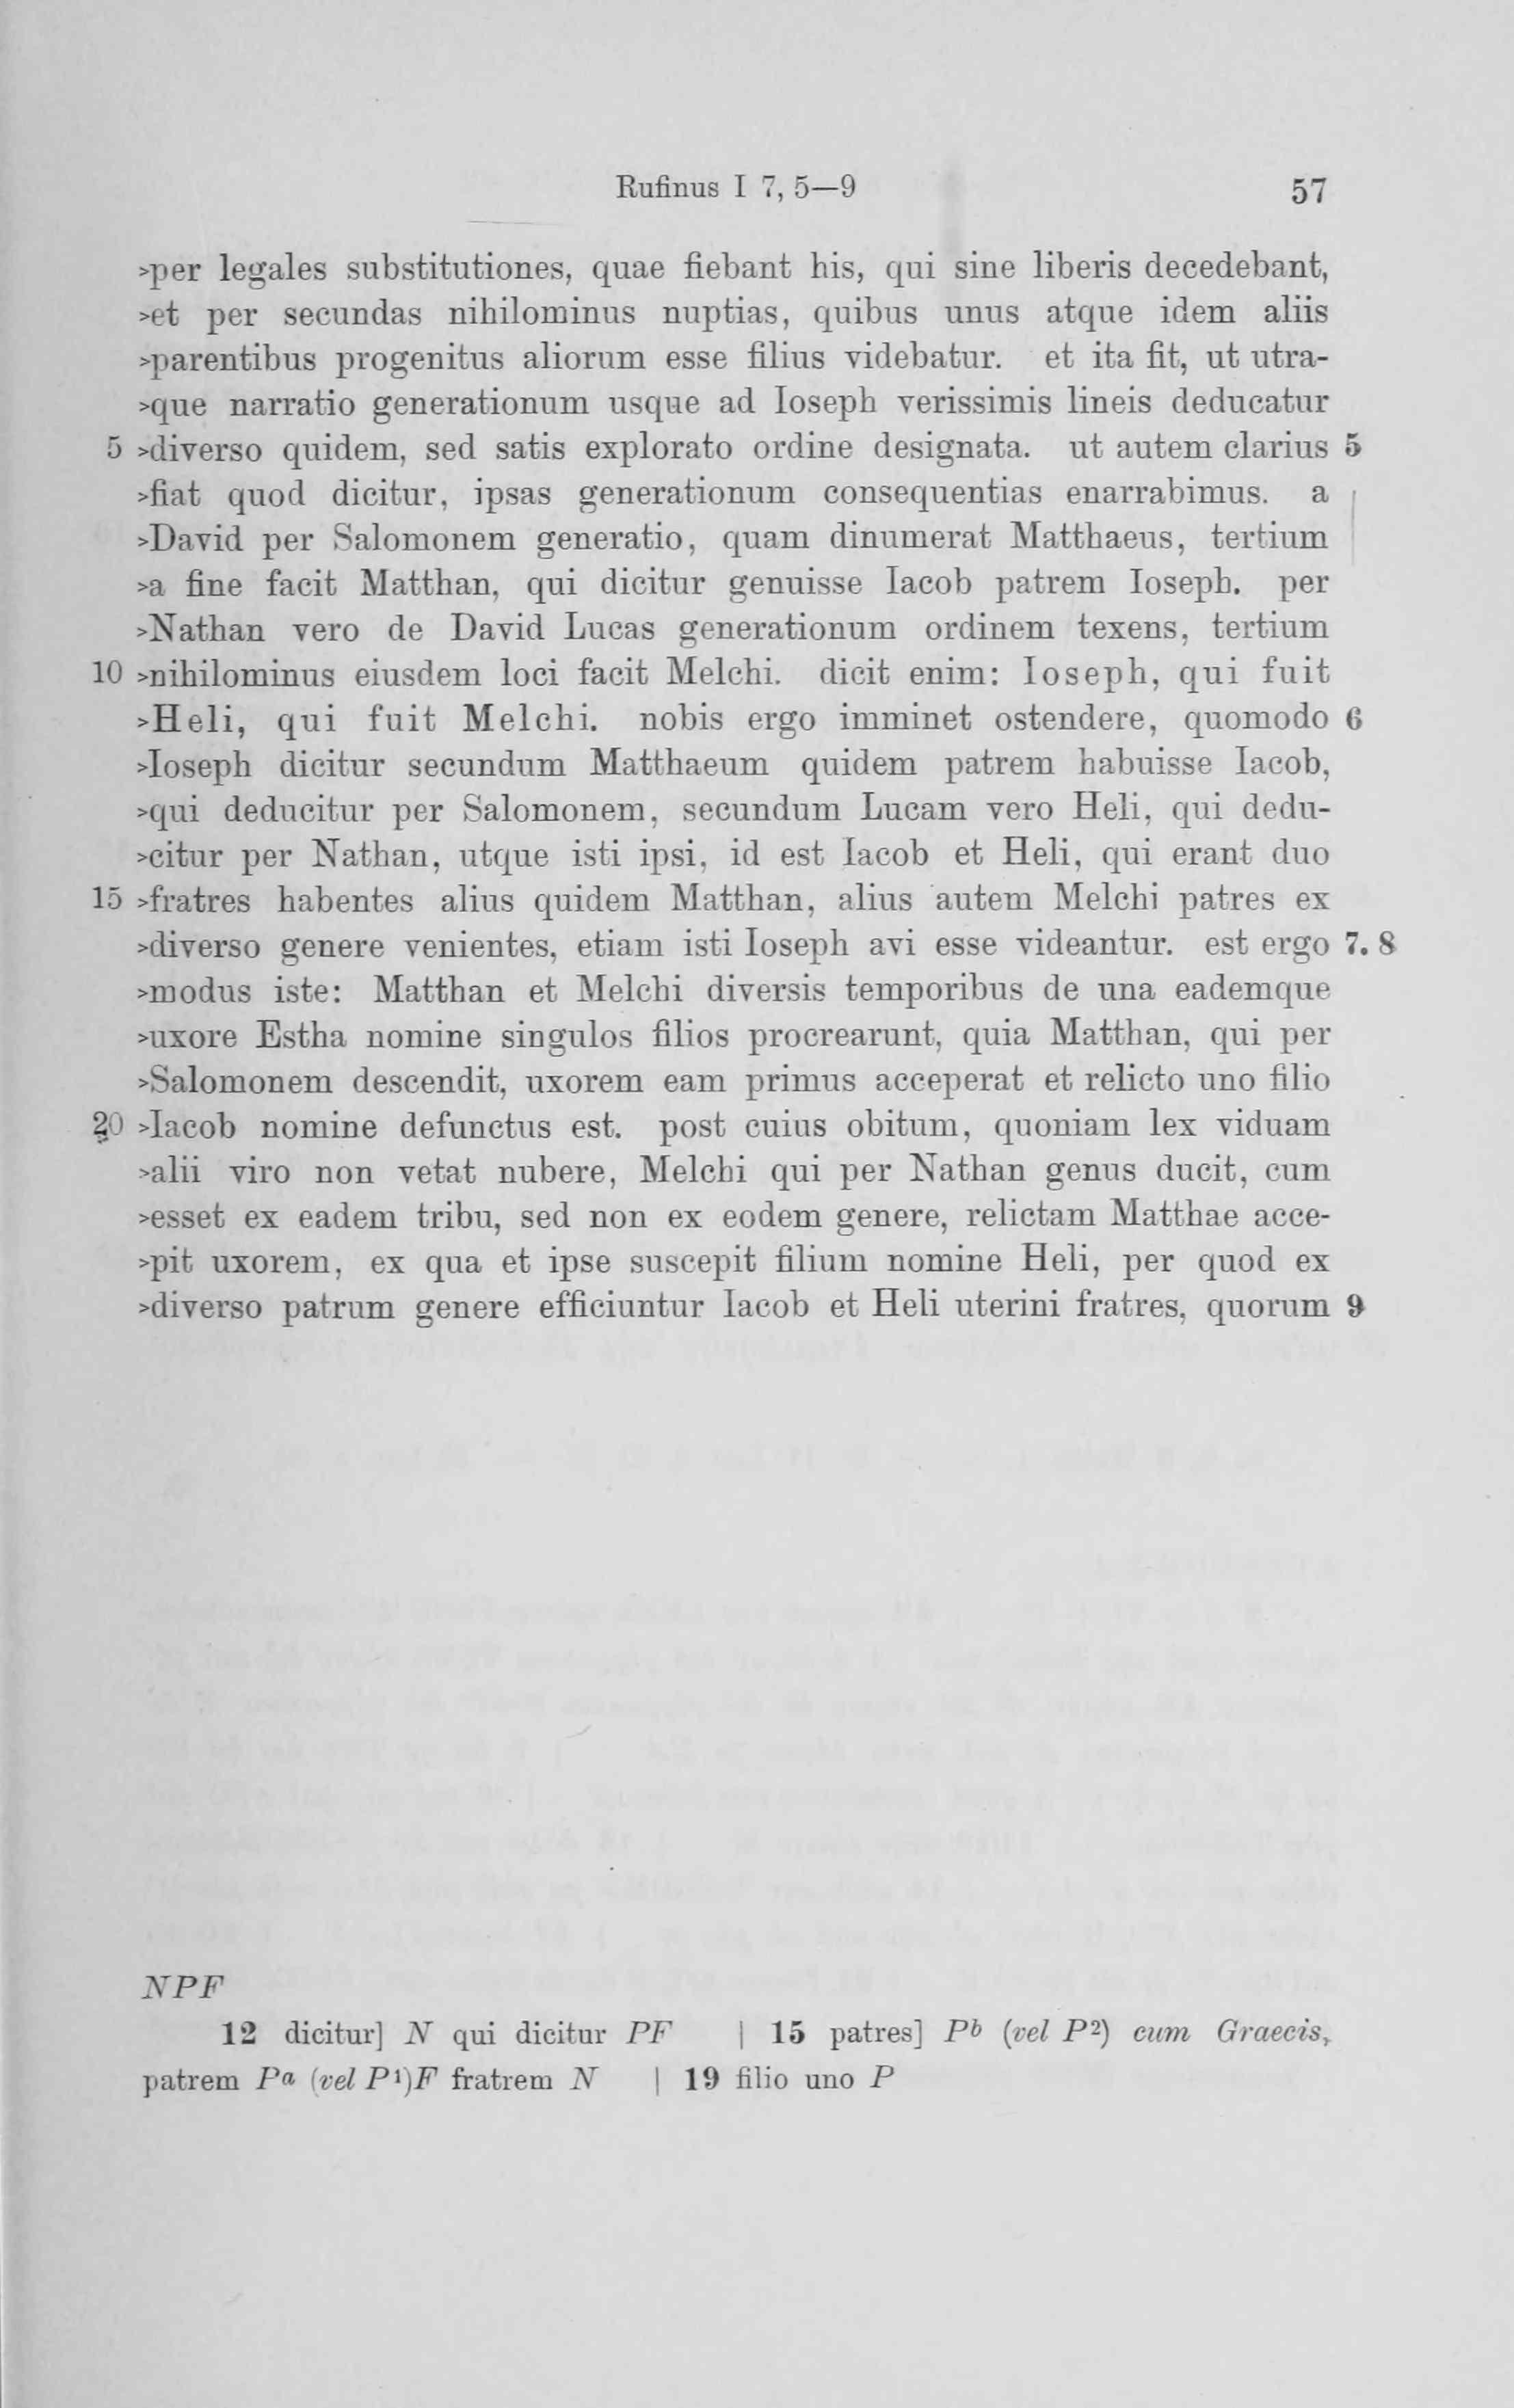 Rufinus I 7, 5—9 57
>per legales substitutiones, quae fiebant his, qui sine liberis decedebant,
>et per secundas nihilominus nuptias, quibus unus atque idem aliis
>parentibus progenitus aliorum esse filius videbatur. et ita fit, ut utra-
>que narratio generationum usque ad Ioseph verissimis lineis deducatur
5 >diverso quidem, sed satis explorato ordine designata. ut autem clarius 5
>fiat quod dicitur, ipsas generationum consequentias enarrabimus. a
>David per Salomonem generatio, quam dinumerat Matthaeus, tertium
>a fine facit Matthan, qui dicitur genuisse Iacob patrem Ioseph. per
>Nathan vero de David Lucas generationum ordinem texens, tertium
10 >nihilominus eiusdem loci facit Melchi. dicit enim: Ioseph, qui fuit
>Heli, qui fuit Melchi. nobis ergo imminet ostendere, quomodo 6
>Ioseph dicitur secundum Matthaeum quidem patrem habuisse Iacob,
>qui deducitur per Salomonem, secundum Lucam vero Heli, qui dedu-
>citur per Nathan, utque isti ipsi, id est Iacob et Heli, qui erant duo
15 >fratres habentes alius quidem Matthan, alius autem Melchi patres ex
>diverso genere venientes, etiam isti Ioseph avi esse videantur. est ergo 7. 8
>modus iste: Matthan et Melchi diversis temporibus de una eademque
>uxore Estha nomine singulos filios procrearunt, quia Matthan, qui per
>Salomonem descendit, uxorem eam primus acceperat et relicto uno filio
20 >Iacob nomine defunctus est. post cuius obitum, quoniam lex viduam
>alii viro non vetat nubere, Melchi qui per Nathan genus ducit, cum
>esset ex eadem tribu, sed non ex eodem genere, relictam Matthae acce-
>pit uxorem, ex qua et ipse suscepit filium nomine Heli, per quod ex
>diverso patrum genere efficiuntur Iacob et Heli uterini fratres, quorum 9
NPF
12 dicitur] N qui dicitur PF | 15 patres] Pb (vel P2) cum Graecis,
patrem Pa (vel P1)F fratrem N | 19 filio uno P